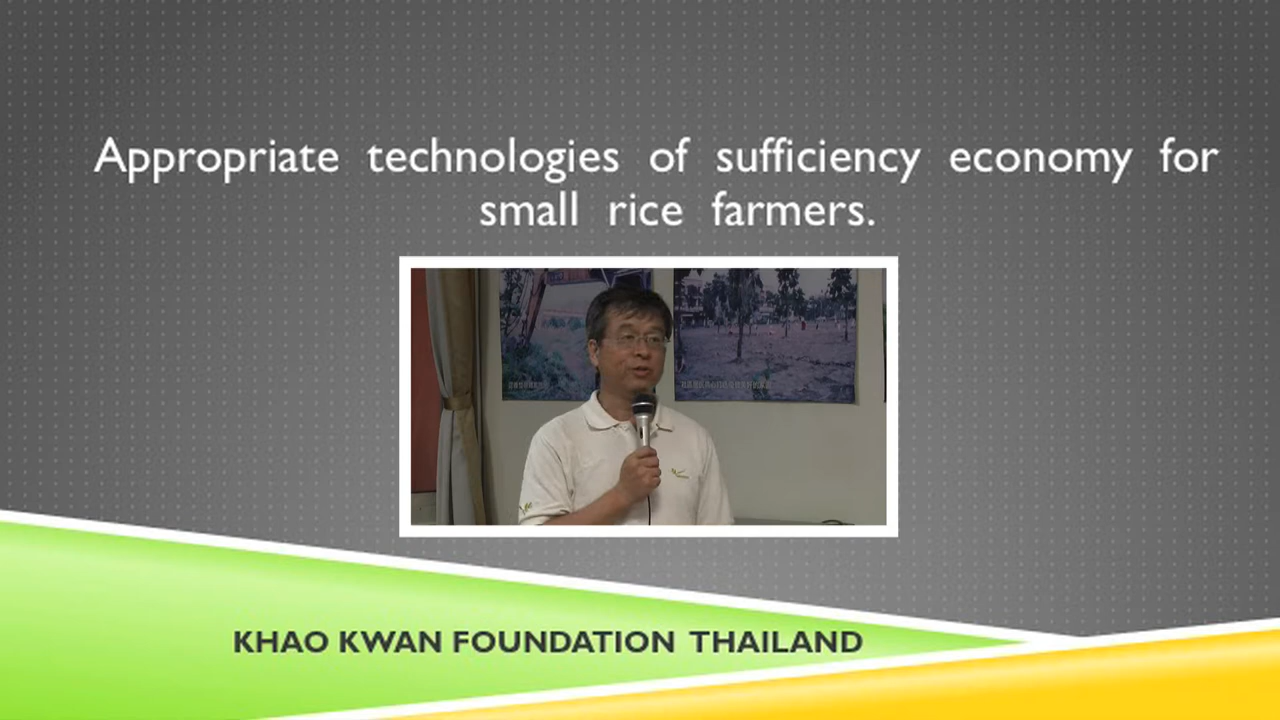 Appropriate technologies of sufficiency economy for
small rice farmers.
KHAO KWAN FOUNDATION THAILAND